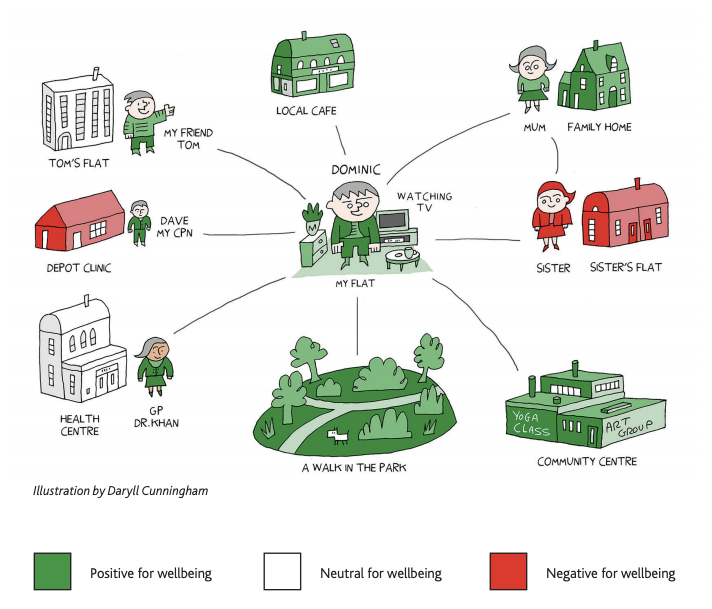 LOCAL CAFE
MY FRIEND
TOM
TOM'S FLAT
MUM
FAMILY HOME
DOMINIC
WATCHING
TV
MY FLAT
DAVE
MY CPN
DEPOT CLINIC
SISTER
SISTER'S FLAT
HEALTH
CENTRE
GP
DR.KHAN
A WALK IN THE PARK
YOGA
CLASS
ART
GROUP
COMMUNITY CENTRE
Illustration by Daryll Cunningham
Positive for wellbeing
Neutral for wellbeing
Negative for wellbeing